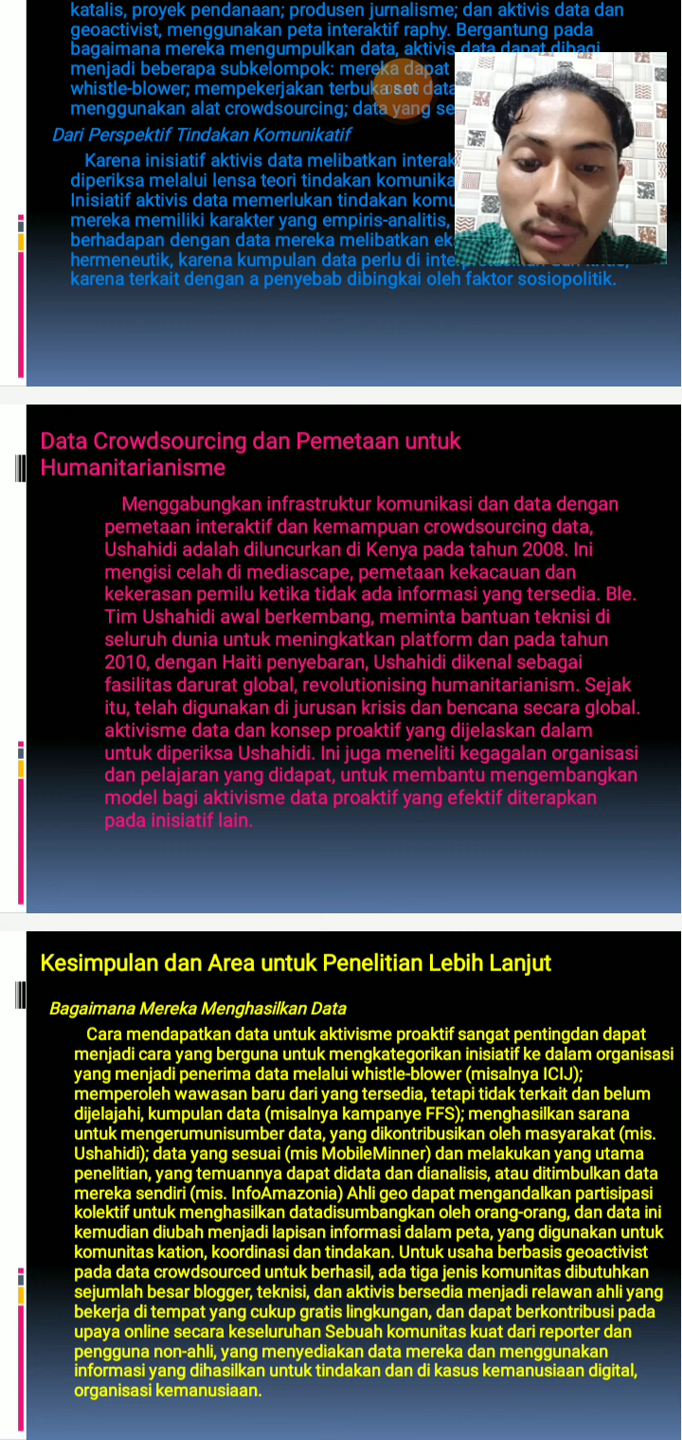 katalis, proyek pendanaan; produsen jurnalisme; dan aktivis data dan
geoactivist, menggunakan peta interaktif raphy. Bergantung pada
bagaimana mereka mengumpulkan data, aktivis data dapat dibagi
menjadi beberapa subkelompok: mereka dapat
whistle-blower; mempekerjakan terbuka set data
menggunakan alat crowdsourcing; data yang se
Dari Perspektif Tindakan Komunikatif
Karena inisiatif aktivis data melibatkan interak
diperiksa melalui lensa teori tindakan komunika
Inisiatif aktivis data memerlukan tindakan komu
mereka memiliki karakter yang empiris-analitis,
berhadapan dengan data mereka melibatkan ek
hermeneutik, karena kumpulan data perlu di inte
karena terkait dengan a penyebab dibingkai oleh faktor sosiopolitik.
Data Crowdsourcing dan Pemetaan untuk
Humanitarianisme
Menggabungkan infrastruktur komunikasi dan data dengan
pemetaan interaktif dan kemampuan crowdsourcing data,
Ushahidi adalah diluncurkan di Kenya pada tahun 2008. Ini
mengisi celah di mediascape, pemetaan kekacauan dan
kekerasan pemilu ketika tidak ada informasi yang tersedia. Ble.
Tim Ushahidi awal berkembang, meminta bantuan teknisi di
seluruh dunia untuk meningkatkan platform dan pada tahun
2010, dengan Haiti penyebaran, Ushahidi dikenal sebagai
fasilitas darurat global, revolutionising humanitarianism. Sejak
itu, telah digunakan di jurusan krisis dan bencana secara global.
aktivisme data dan konsep proaktif yang dijelaskan dalam
untuk diperiksa Ushahidi. Ini juga meneliti kegagalan organisasi
dan pelajaran yang didapat, untuk membantu mengembangkan
model bagi aktivisme data proaktif yang efektif diterapkan
pada inisiatif lain.
Kesimpulan dan Area untuk Penelitian Lebih Lanjut
Bagaimana Mereka Menghasilkan Data
Cara mendapatkan data untuk aktivisme proaktif sangat pentingdan dapat
menjadi cara yang berguna untuk mengkategorikan inisiatif ke dalam organisasi
yang menjadi penerima data melalui whistle-blower (misalnya ICIJ);
memperoleh wawasan baru dari yang tersedia, tetapi tidak terkait dan belum
dijelajahi, kumpulan data (misalnya kampanye FFS); menghasilkan sarana
untuk mengerumunisumber data, yang dikontribusikan oleh masyarakat (mis.
Ushahidi); data yang sesuai (mis MobileMinner) dan melakukan yang utama
penelitian, yang temuannya dapat didata dan dianalisis, atau ditimbulkan data
mereka sendiri (mis. InfoAmazonia) Ahli geo dapat mengandalkan partisipasi
kolektif untuk menghasilkan datadisumbangkan oleh orang-orang, dan data ini
kemudian diubah menjadi lapisan informasi dalam peta, yang digunakan untuk
komunitas kation, koordinasi dan tindakan. Untuk usaha berbasis geoactivist
pada data crowdsourced untuk berhasil, ada tiga jenis komunitas dibutuhkan
sejumlah besar blogger, teknisi, dan aktivis bersedia menjadi relawan ahli yang
bekerja di tempat yang cukup gratis lingkungan, dan dapat berkontribusi pada
upaya online secara keseluruhan Sebuah komunitas kuat dari reporter dan
pengguna non-ahli, yang menyediakan data mereka dan menggunakan
informasi yang dihasilkan untuk tindakan dan di kasus kemanusiaan digital,
organisasi kemanusiaan.